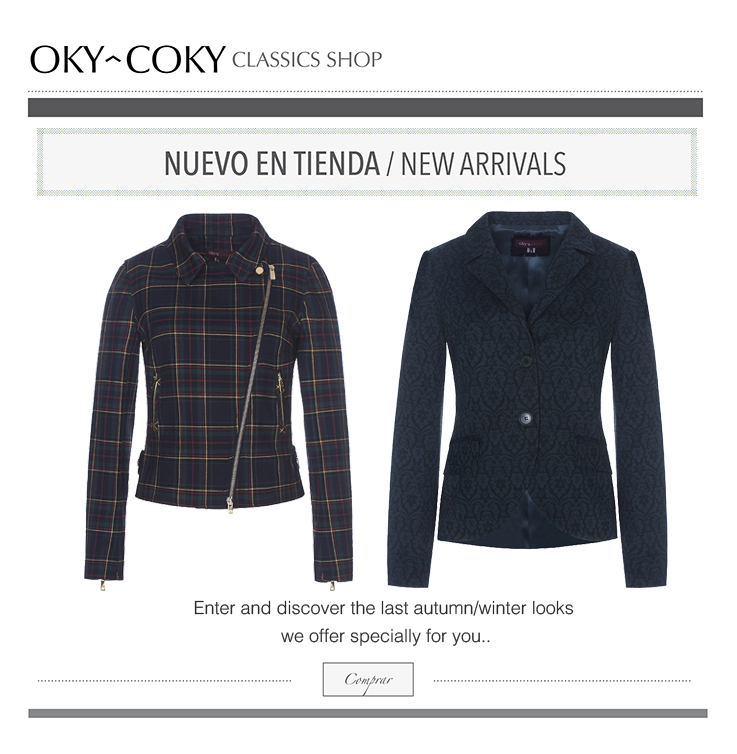 OKY^COKY CLASSICS SHOP
NUEVO EN TIENDA / NEW ARRIVALS
Enter and discover the last autumn/winter looks
we offer specially for you..
Comprar